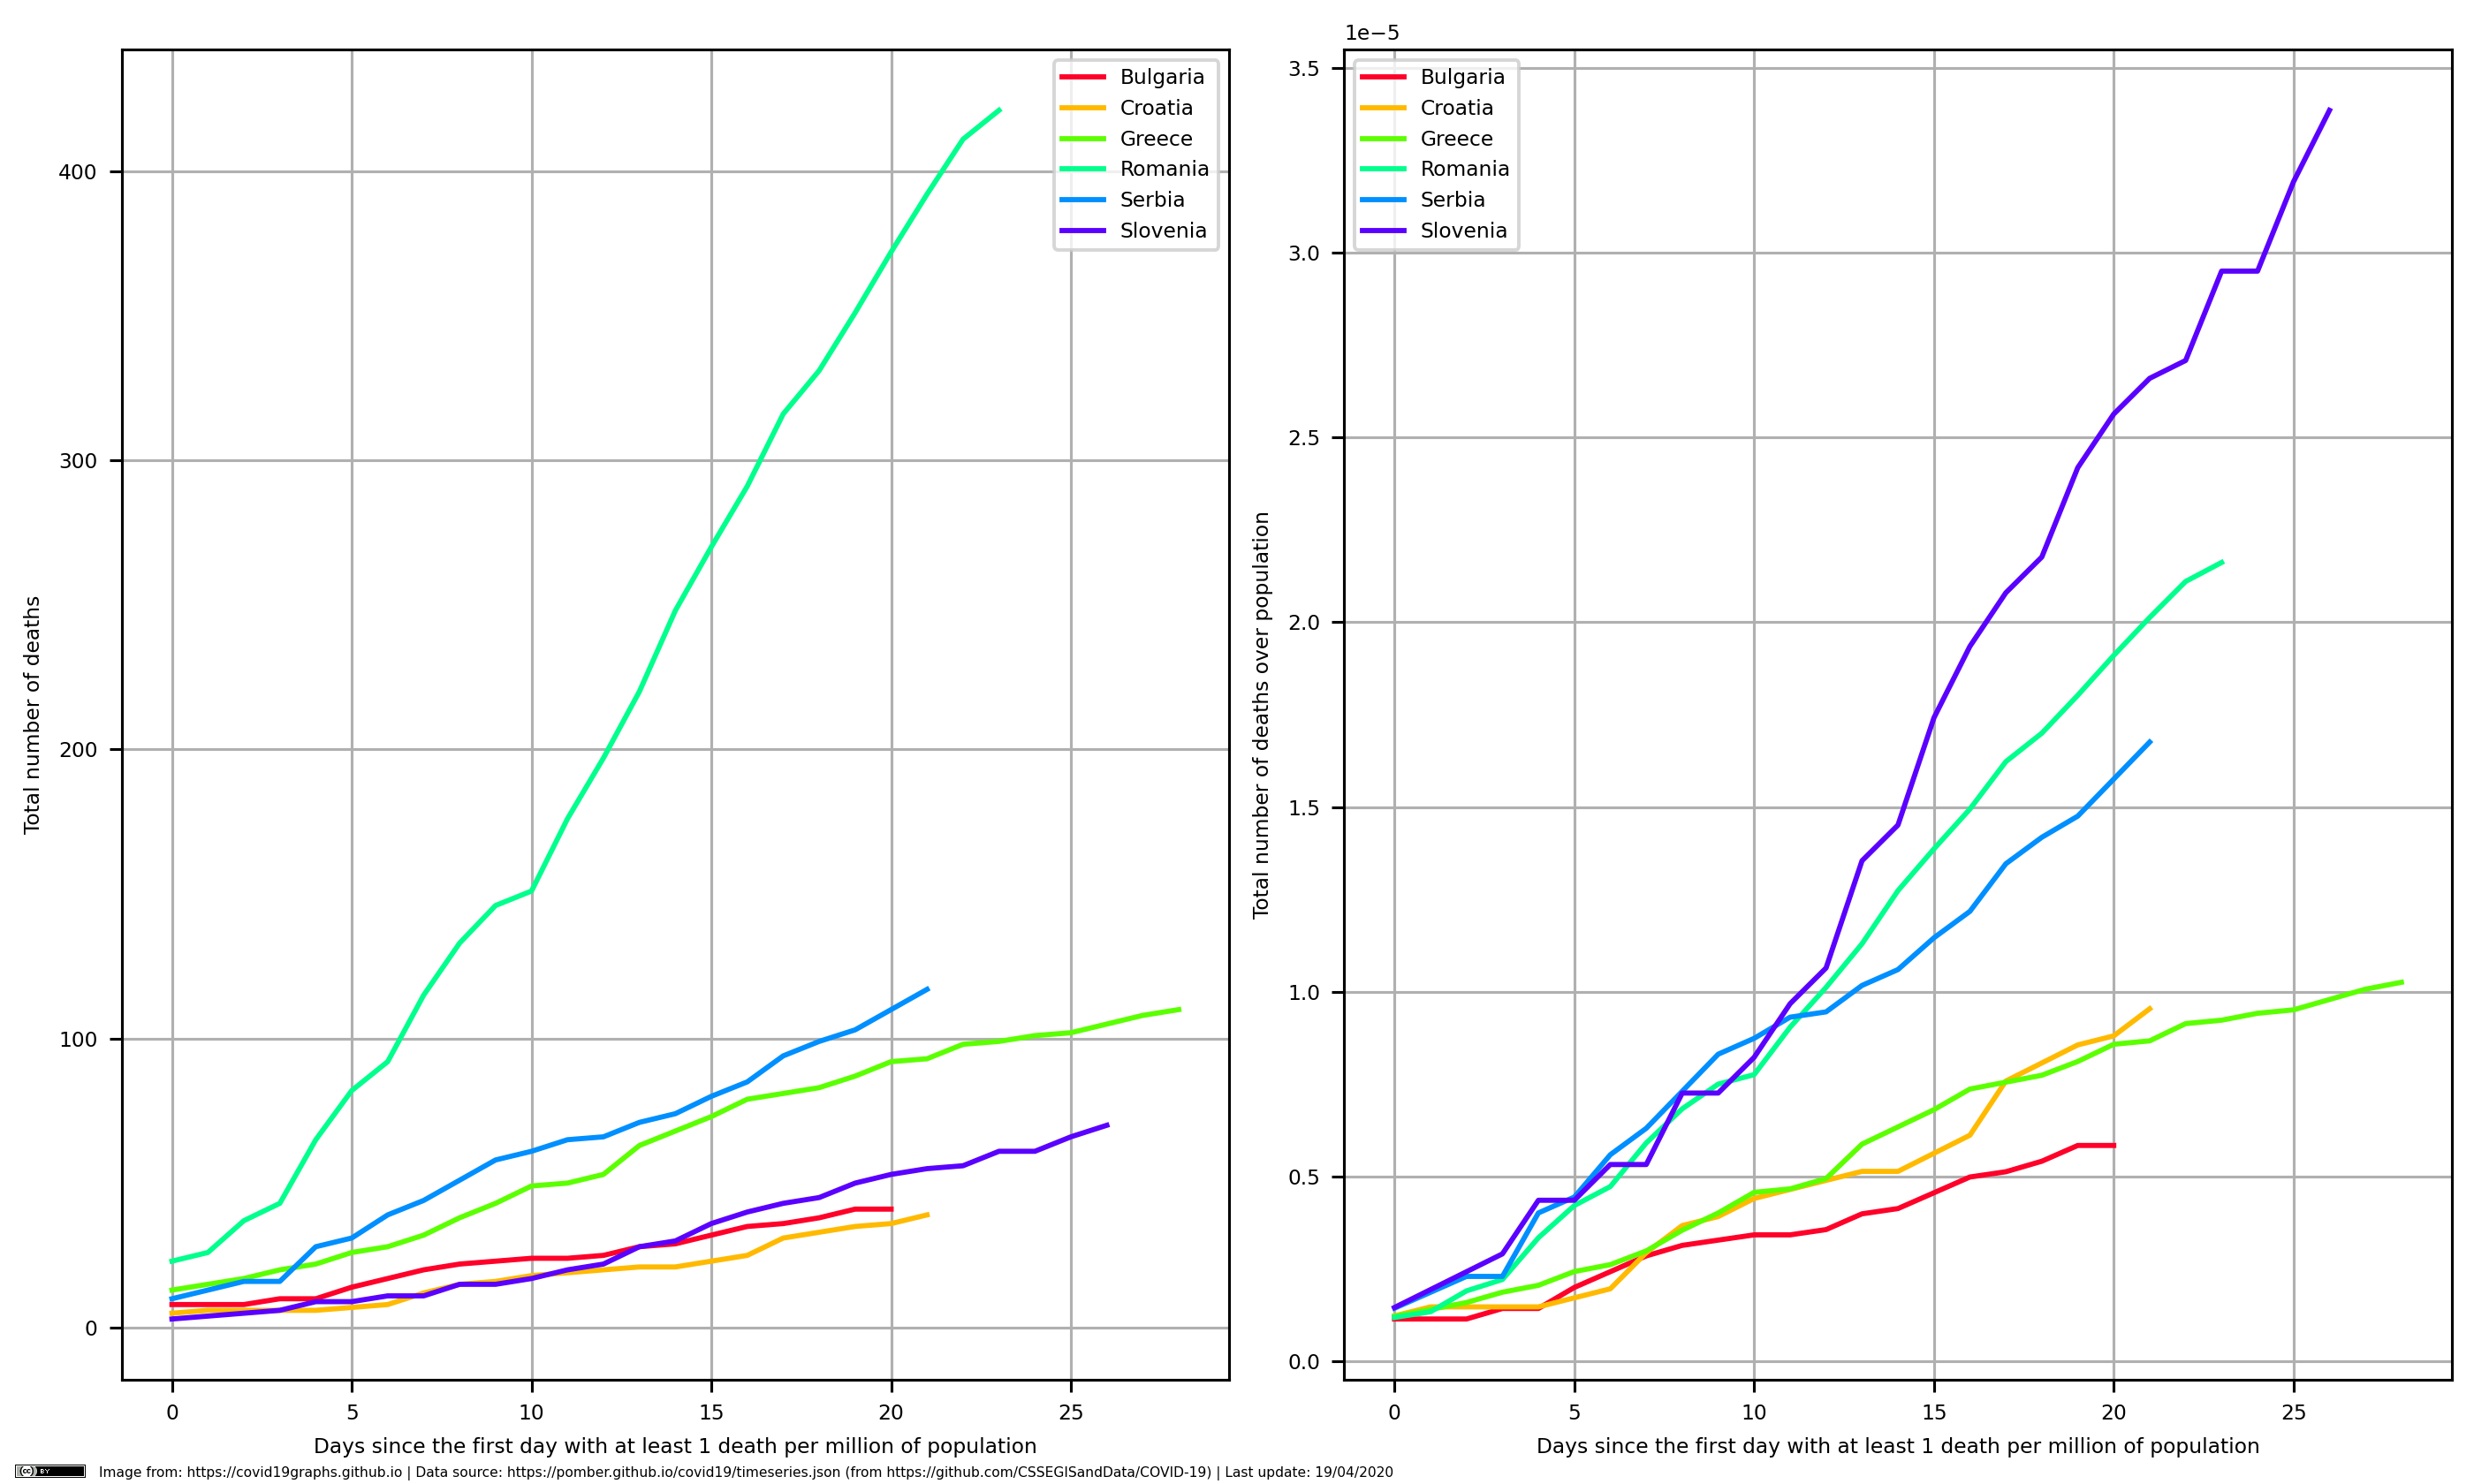 Bulgaria
Croatia
Greece
Romania
Serbia
Slovenia
400
300
200
100
0
Total number of deaths
0 5 10 15 20 25
Days since the first day with at least 1 death per million of population
1e−5
Bulgaria
Croatia
Greece
Romania
Serbia
Slovenia
3.5
3.0
2.5
2.0
1.5
1.0
0.5
0.0
Total number of deaths over population
0 5 10 15 20 25
Days since the first day with at least 1 death per million of population
(cc) BY Image from: https://covid19graphs.github.io | Data source: https://pomber.github.io/covid19/timeseries.json (from https://github.com/CSSEGISandData/COVID-19) | Last update: 19/04/2020